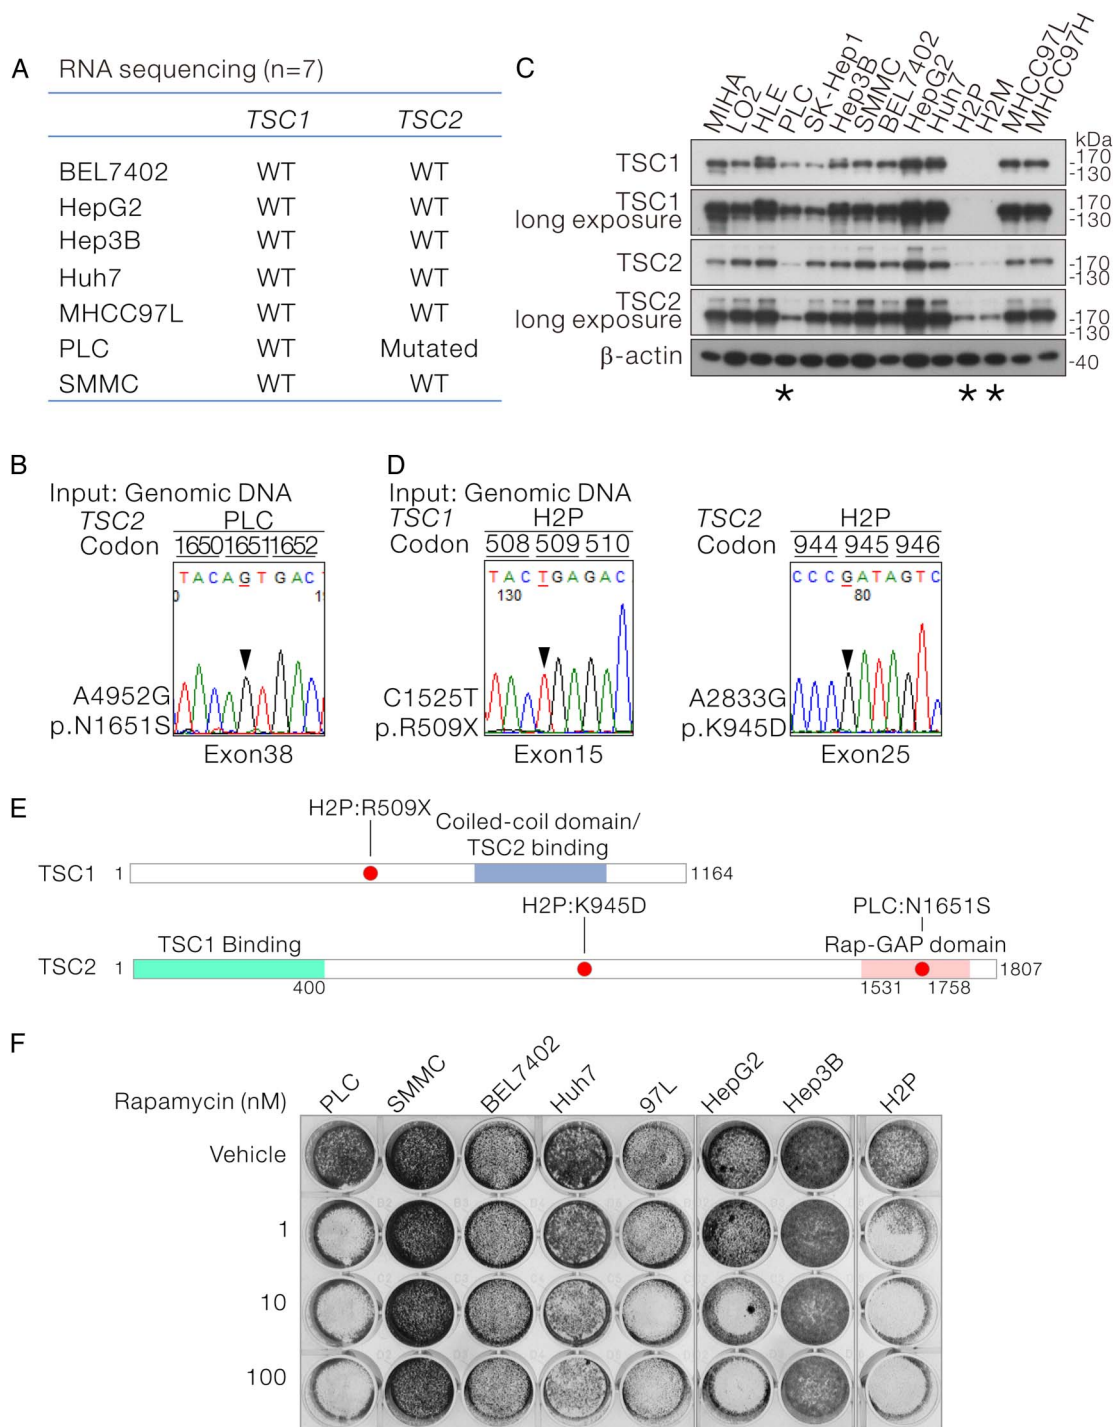 A
RNA sequencing (n=7)
TSC1 TSC2
BEL7402 WT WT
HepG2 WT WT
Hep3B WT WT
Huh7 WT WT
MHCC97L WT WT
PLC WT Mutated
SMMC WT WT
C
MIHA LO2 HLE PLC SK-Hep1 Hep3B SMMC BEL7402 HepG2 Huh7 H2P H2M MHCC97L MHCC97H
kDa
TSC1 -170
-130
TSC1
long exposure
-170
-130
TSC2 -170
-130
TSC2
long exposure
-170
-130
β-actin -40
* * *
B
Input: Genomic DNA
TSC2 PLC
Codon 1650 1651 1652
TACAGTGAC
A4952G
p.N1651S
Exon38
D
Input: Genomic DNA
TSC1 H2P
Codon 508 509 510
TACTGAGAC
130
C1525T
p.R509X
Exon15
TSC2 H2P
Codon 944 945 946
CCCGATAGTC
80
A2833G
p.K945D
Exon25
E
H2P:R509X
Coiled-coil domain/
TSC2 binding
TSC1 1 1164
H2P:K945D PLC:N1651S
TSC1 Binding Rap-GAP domain
TSC2 1 1807
400 1531 1758
F
Rapamycin (nM) PLC SMMC BEL7402 Huh7 97L HepG2 Hep3B H2P
Vehicle
1
10
100